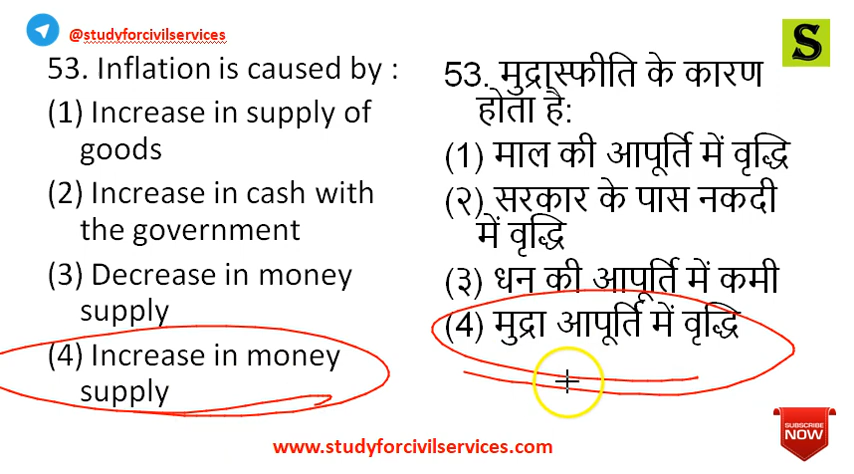 @studyforcivilservices
S
53. Inflation is caused by :
(1) Increase in supply of
goods
(2) Increase in cash with
the government
(3) Decrease in money
supply
(4) Increase in money
supply
53. मुद्रास्फीति के कारण
होता है:
(1) माल की आपूर्ति में वृद्धि
(२) सरकार के पास नकदी
में वृद्धि
(३) धन की आपूर्ति में कमी
(4) मुद्रा आपूर्ति में वृद्धि
SUBSCRIBE
NOW
www.studyforcivilservices.com